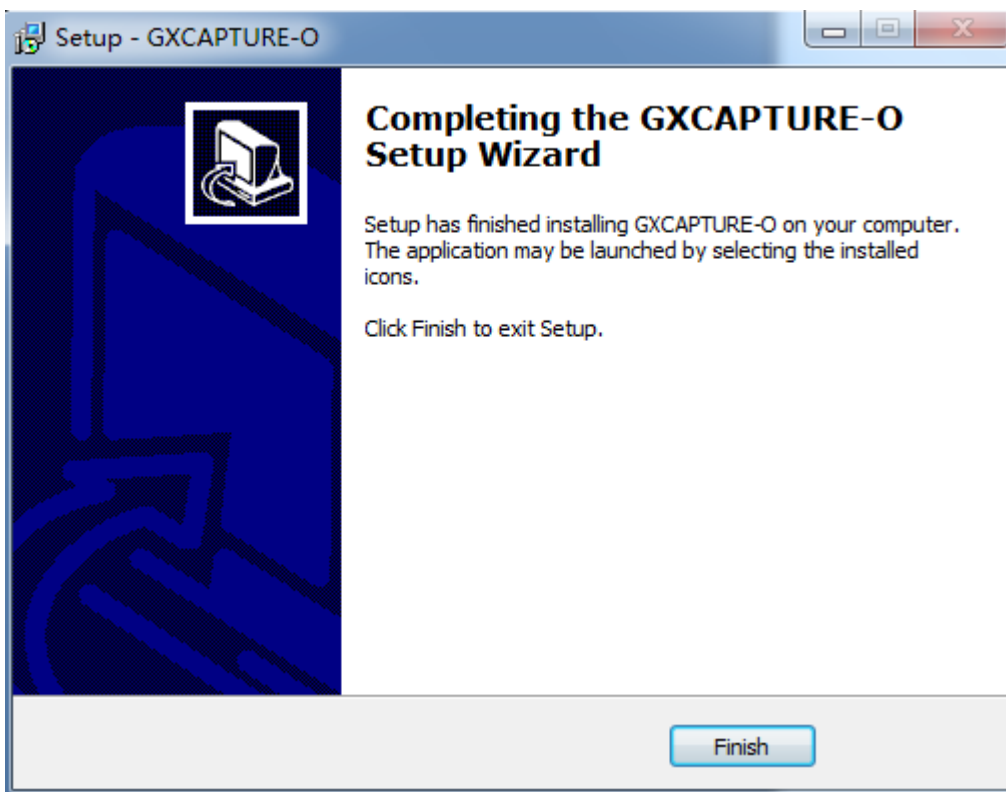 Setup - GXCAPTURE-O
Completing the GXCAPTURE-O
Setup Wizard
Setup has finished installing GXCAPTURE-O on your computer.
The application may be launched by selecting the installed
icons.
Click Finish to exit Setup.
Finish